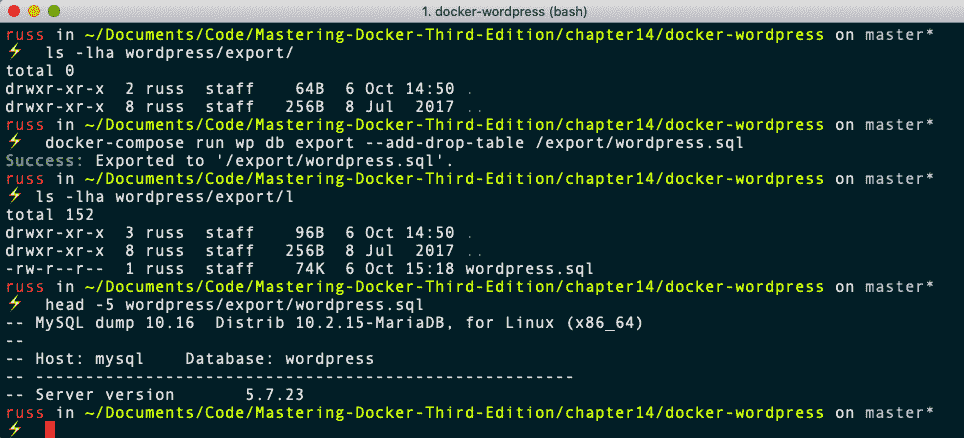 1. docker-wordpress (bash)
russ in ~/Documents/Code/Mastering-Docker-Third-Edition/chapter14/docker-wordpress on master*
⚡ ls -lha wordpress/export/
total 0
drwxr-xr-x  2 russ  staff    64B  6 Oct 14:50 .
drwxr-xr-x  8 russ  staff   256B  8 Jul  2017 ..
russ in ~/Documents/Code/Mastering-Docker-Third-Edition/chapter14/docker-wordpress on master*
⚡ docker-compose run wp db export --add-drop-table /export/wordpress.sql
Success: Exported to '/export/wordpress.sql'.
russ in ~/Documents/Code/Mastering-Docker-Third-Edition/chapter14/docker-wordpress on master*
⚡ ls -lha wordpress/export/l
total 152
drwxr-xr-x  3 russ  staff    96B  6 Oct 14:50 .
drwxr-xr-x  8 russ  staff   256B  8 Jul  2017 ..
-rw-r--r--  1 russ  staff    74K  6 Oct 15:18 wordpress.sql
russ in ~/Documents/Code/Mastering-Docker-Third-Edition/chapter14/docker-wordpress on master*
⚡ head -5 wordpress/export/wordpress.sql
-- MySQL dump 10.16  Distrib 10.2.15-MariaDB, for Linux (x86_64)
--
-- Host: mysql    Database: wordpress
-- ------------------------------------------------------
-- Server version       5.7.23
russ in ~/Documents/Code/Mastering-Docker-Third-Edition/chapter14/docker-wordpress on master*
⚡